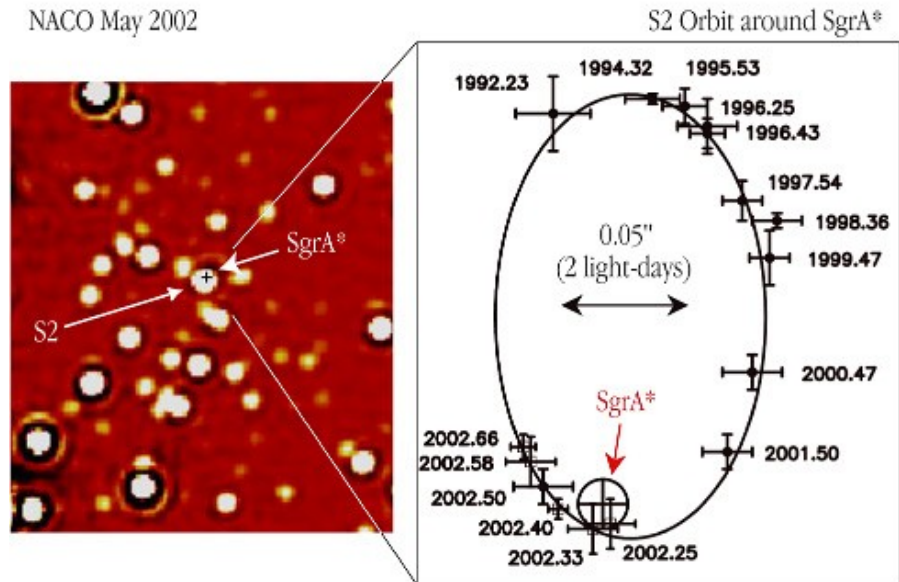 NACO May 2002
S2 Orbit around SgrA*
SgrA*
S2
1992.23
1994.32
1995.53
1996.25
1996.43
1997.54
1998.36
1999.47
0.05"
(2 light-days)
2000.47
SgrA*
2001.50
2002.66
2002.58
2002.50
2002.40
2002.33
2002.25